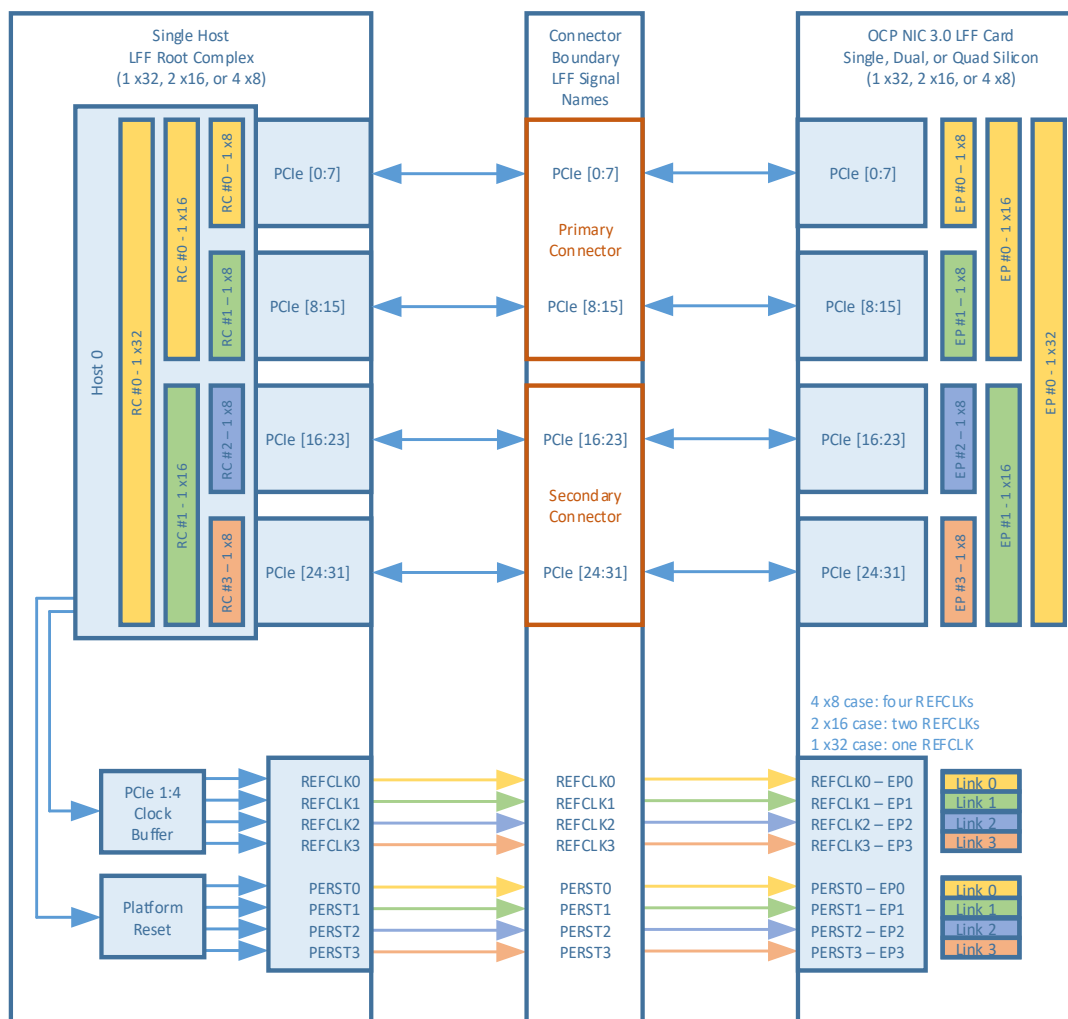 Single Host
LFF Root Complex
(1 x32, 2 x16, or 4 x8)
Connector
Boundary
LFF Signal
Names
OCP NIC 3.0 LFF Card
Single, Dual, or Quad Silicon
(1 x32, 2 x16, or 4 x8)
Host 0
RC #0 - 1 x32
RC #0 - 1 x16
RC #1 - 1 x16
RC #0 – 1 x8
RC #1 – 1 x8
RC #2 – 1 x8
RC #3 – 1 x8
PCIe [0:7]
PCIe [8:15]
PCIe [16:23]
PCIe [24:31]
PCIe [0:7]
Primary
Connector
PCIe [8:15]
PCIe [16:23]
Secondary
Connector
PCIe [24:31]
PCIe [0:7]
PCIe [8:15]
PCIe [16:23]
PCIe [24:31]
EP #0 – 1 x8
EP #1 – 1 x8
EP #2 – 1 x8
EP #3 – 1 x8
EP #0 - 1 x16
EP #1 - 1 x16
EP #0 - 1 x32
4 x8 case: four REFCLKs
2 x16 case: two REFCLKs
1 x32 case: one REFCLK
PCIe 1:4
Clock
Buffer
REFCLK0
REFCLK1
REFCLK2
REFCLK3
REFCLK0
REFCLK1
REFCLK2
REFCLK3
REFCLK0 – EP0
REFCLK1 – EP1
REFCLK2 – EP2
REFCLK3 – EP3
Link 0
Link 1
Link 2
Link 3
Platform
Reset
PERST0
PERST1
PERST2
PERST3
PERST0
PERST1
PERST2
PERST3
PERST0 – EP0
PERST1 – EP1
PERST2 – EP2
PERST3 – EP3
Link 0
Link 1
Link 2
Link 3